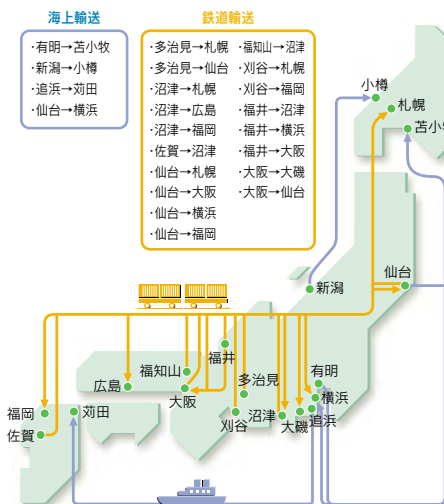 海上輸送
・有明→苫小牧
・新潟→小樽
・追浜→苅田
・仙台→横浜
鉄道輸送
・多治見→札幌
・多治見→仙台
・沼津→札幌
・沼津→広島
・沼津→福岡
・佐賀→沼津
・仙台→札幌
・仙台→大阪
・仙台→横浜
・仙台→福岡
・福知山→沼津
・刈谷→札幌
・刈谷→福岡
・福井→沼津
・福井→横浜
・福井→大阪
・大阪→大磯
・大阪→仙台
小樽
札幌
苫小牧
仙台
新潟
福井
福知山
広島
大阪
多治見
有明
横浜
福岡
苅田
刈谷
沼津
大磯
追浜
佐賀